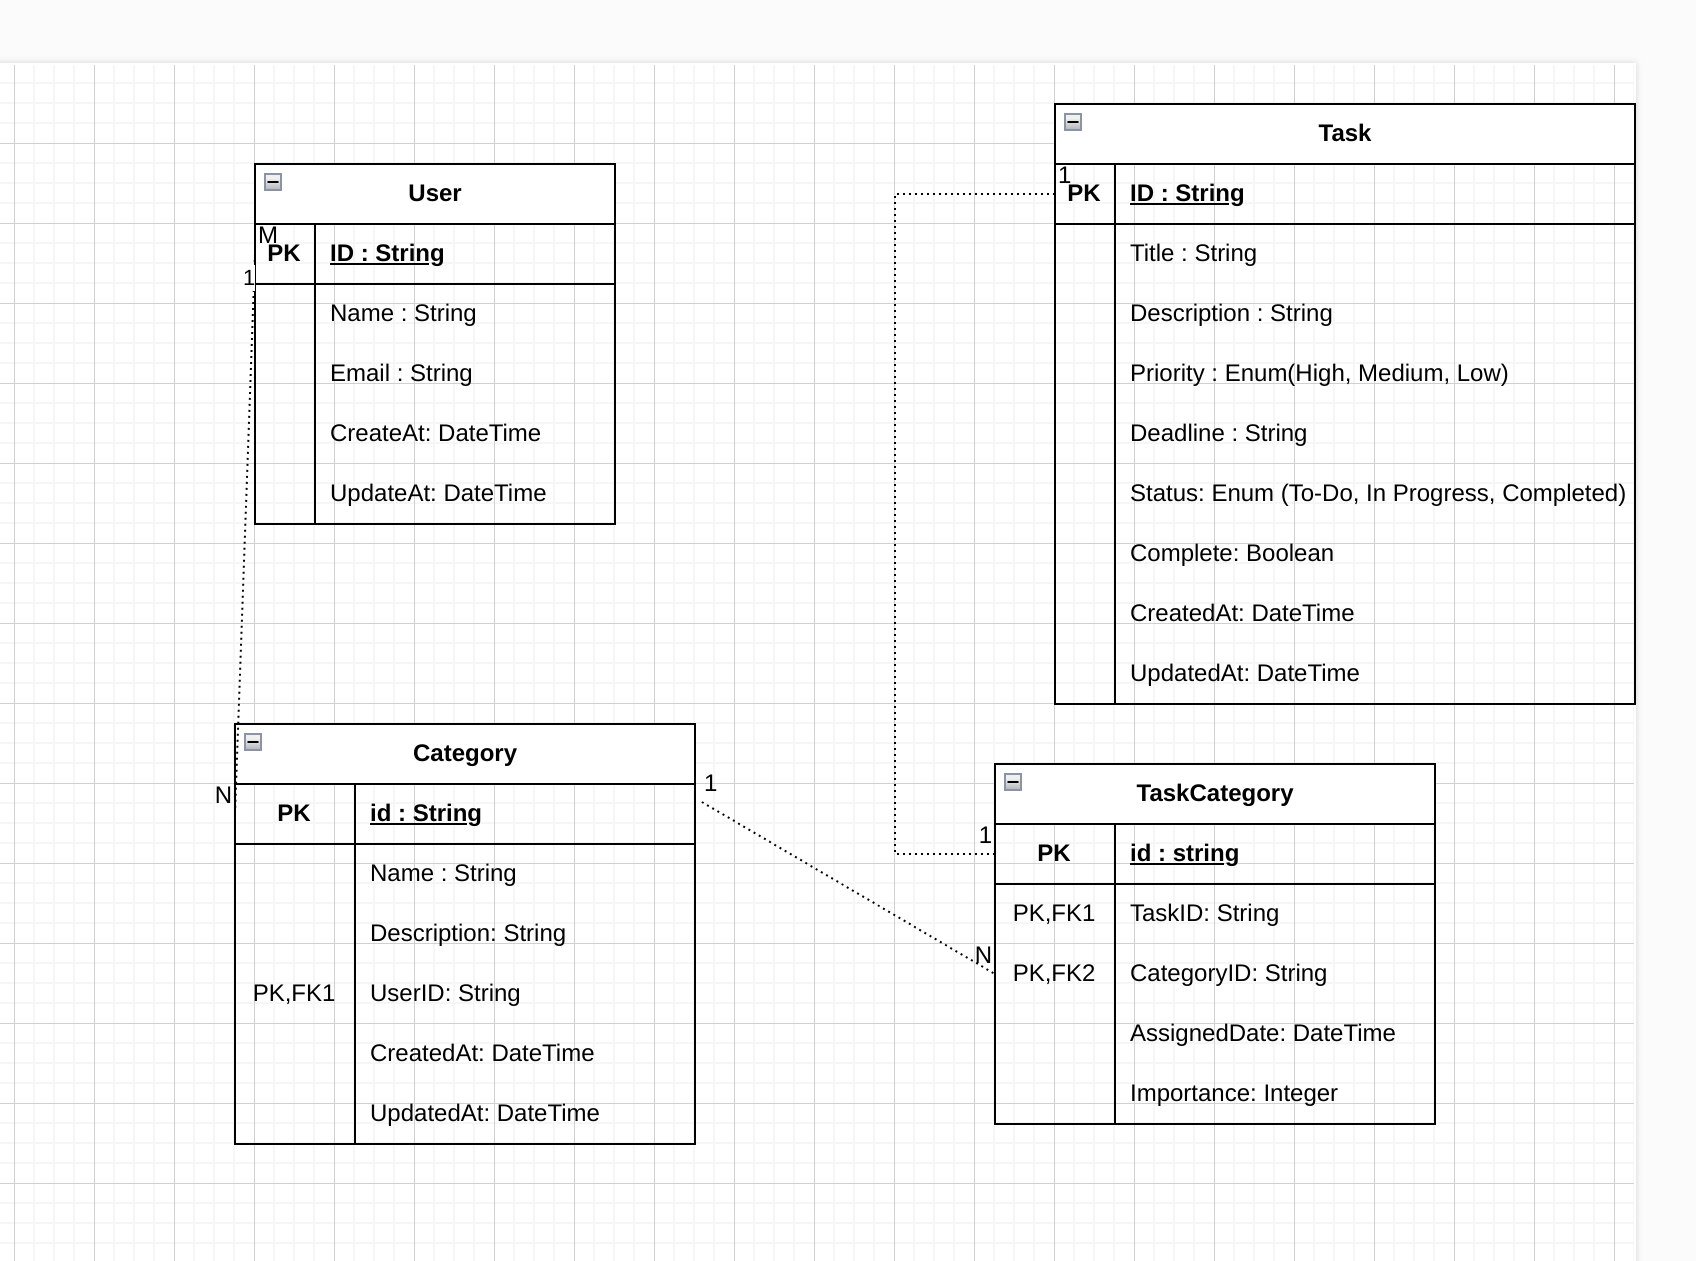 User
M
PK ID : String
1
Name : String
Email : String
CreateAt: DateTime
UpdateAt: DateTime
Task
1
PK ID : String
Title : String
Description : String
Priority : Enum(High, Medium, Low)
Deadline : String
Status: Enum (To-Do, In Progress, Completed)
Complete: Boolean
CreatedAt: DateTime
UpdatedAt: DateTime
Category
N
1
PK id : String
Name : String
Description: String
PK,FK1 UserID: String
CreatedAt: DateTime
UpdatedAt: DateTime
TaskCategory
1
PK id : string
PK,FK1 TaskID: String
N
PK,FK2 CategoryID: String
AssignedDate: DateTime
Importance: Integer